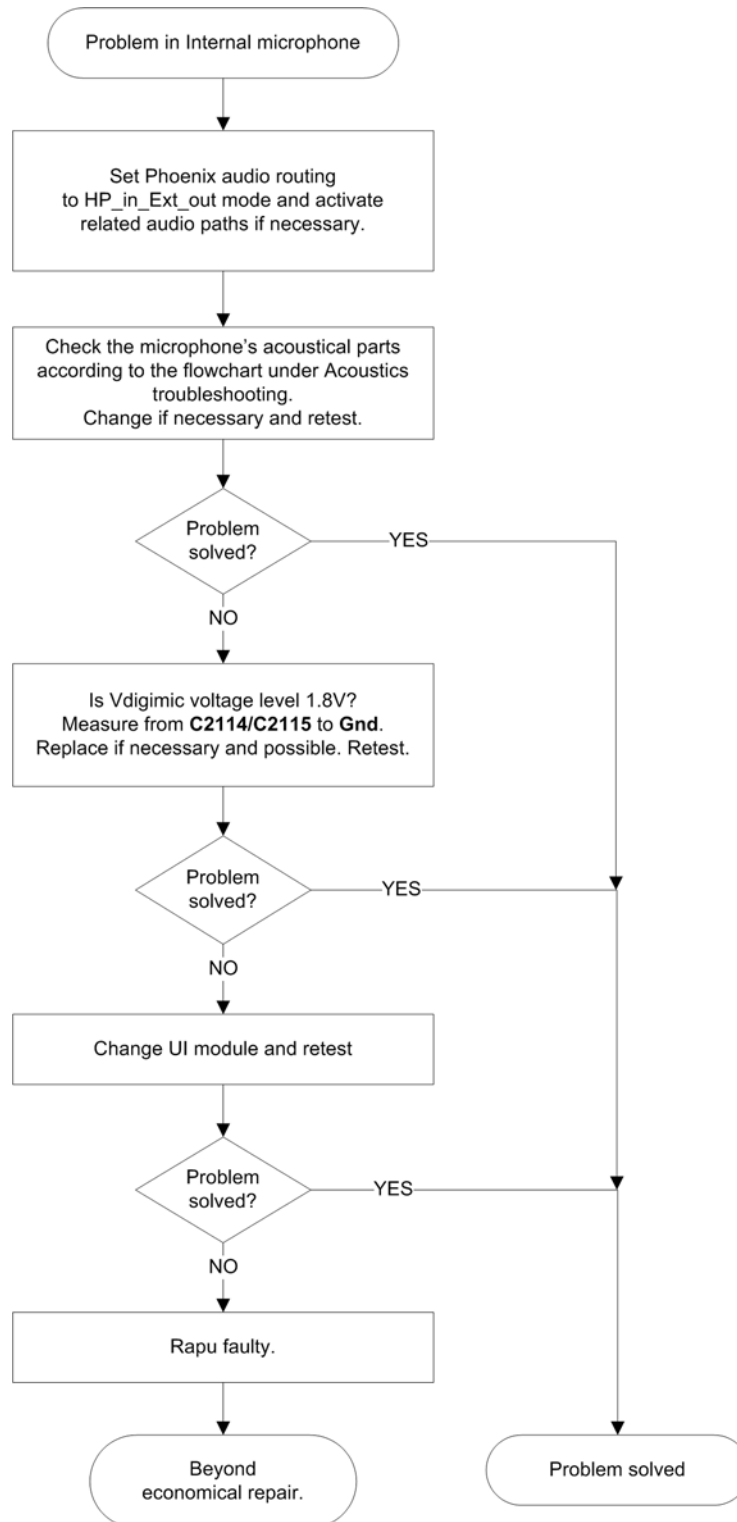 Problem in Internal microphone
Set Phoenix audio routing
to HP_in_Ext_out mode and activate
related audio paths if necessary.
Check the microphone's acoustical parts
according to the flowchart under Acoustics
troubleshooting.
Change if necessary and retest.
Problem
solved?
YES
NO
Is Vdigimic voltage level 1.8V?
Measure from C2114/C2115 to Gnd.
Replace if necessary and possible. Retest.
Problem
solved?
YES
NO
Change UI module and retest
Problem
solved?
YES
NO
Rapu faulty.
Beyond
economical repair.
Problem solved